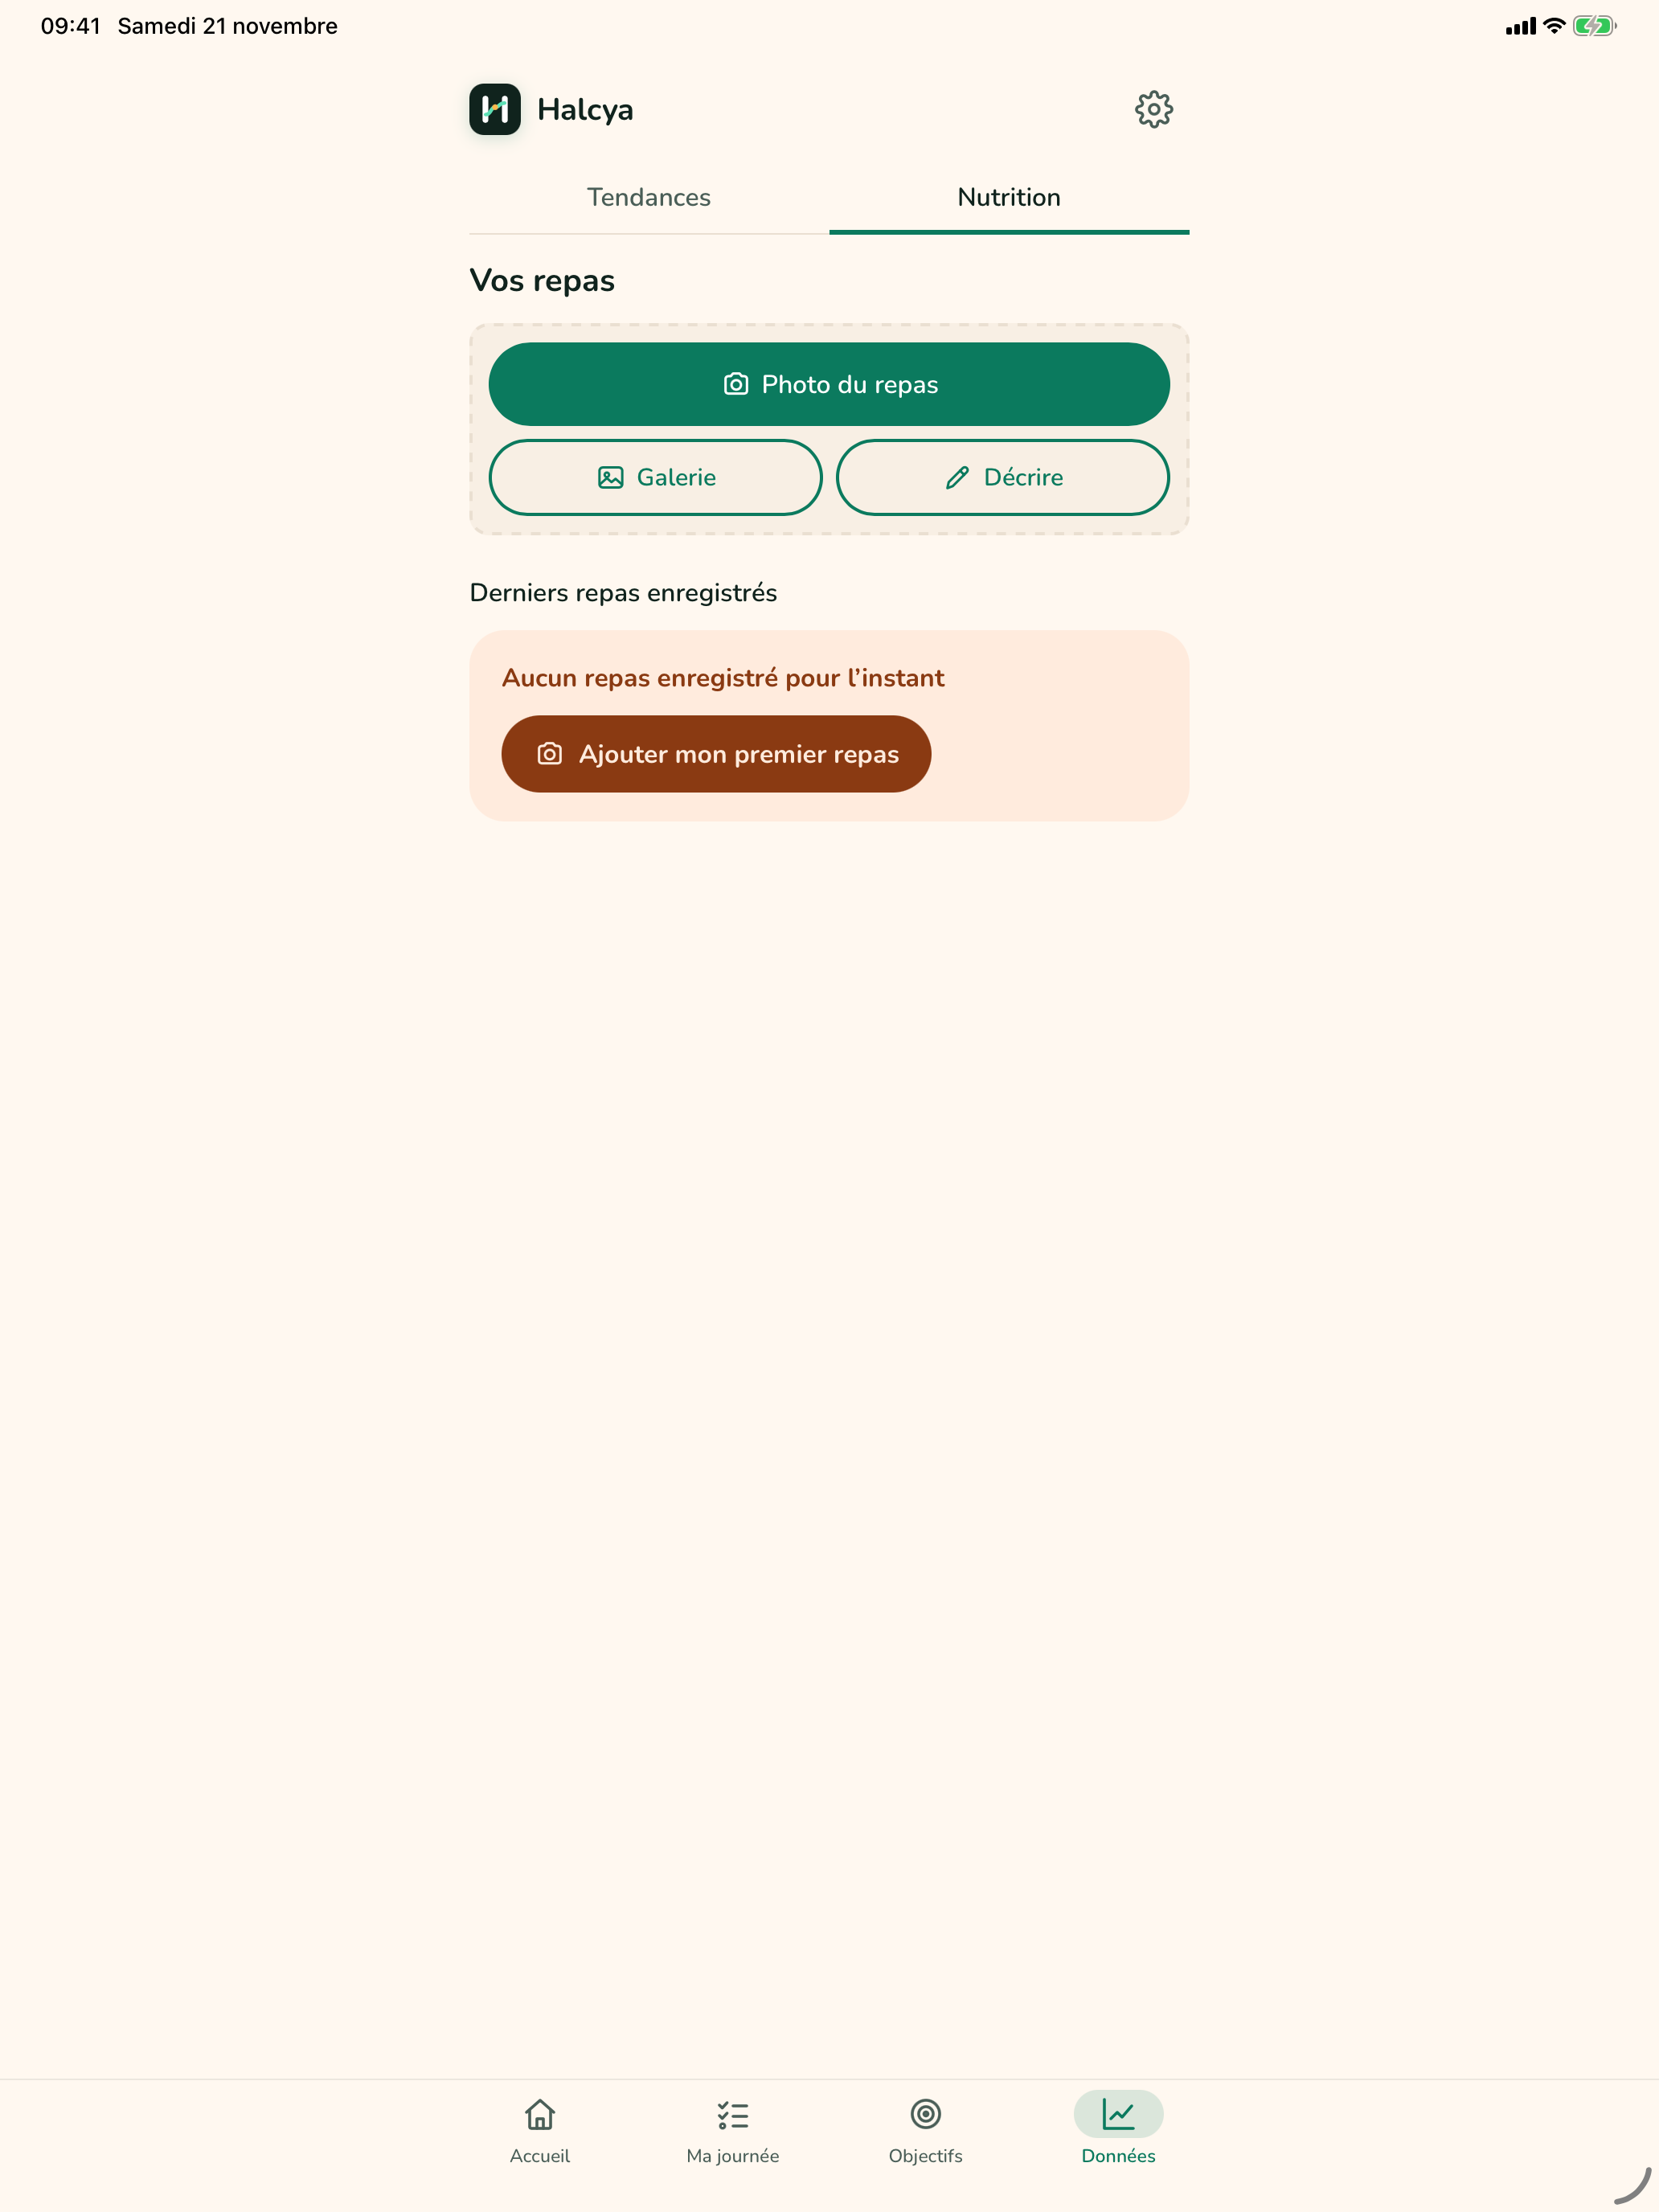 09:41 Samedi 21 novembre
Halcya
Tendances
Nutrition
Vos repas
Photo du repas
Galerie
Décrire
Derniers repas enregistrés
Aucun repas enregistré pour l’instant
Ajouter mon premier repas
Accueil
Ma journée
Objectifs
Données